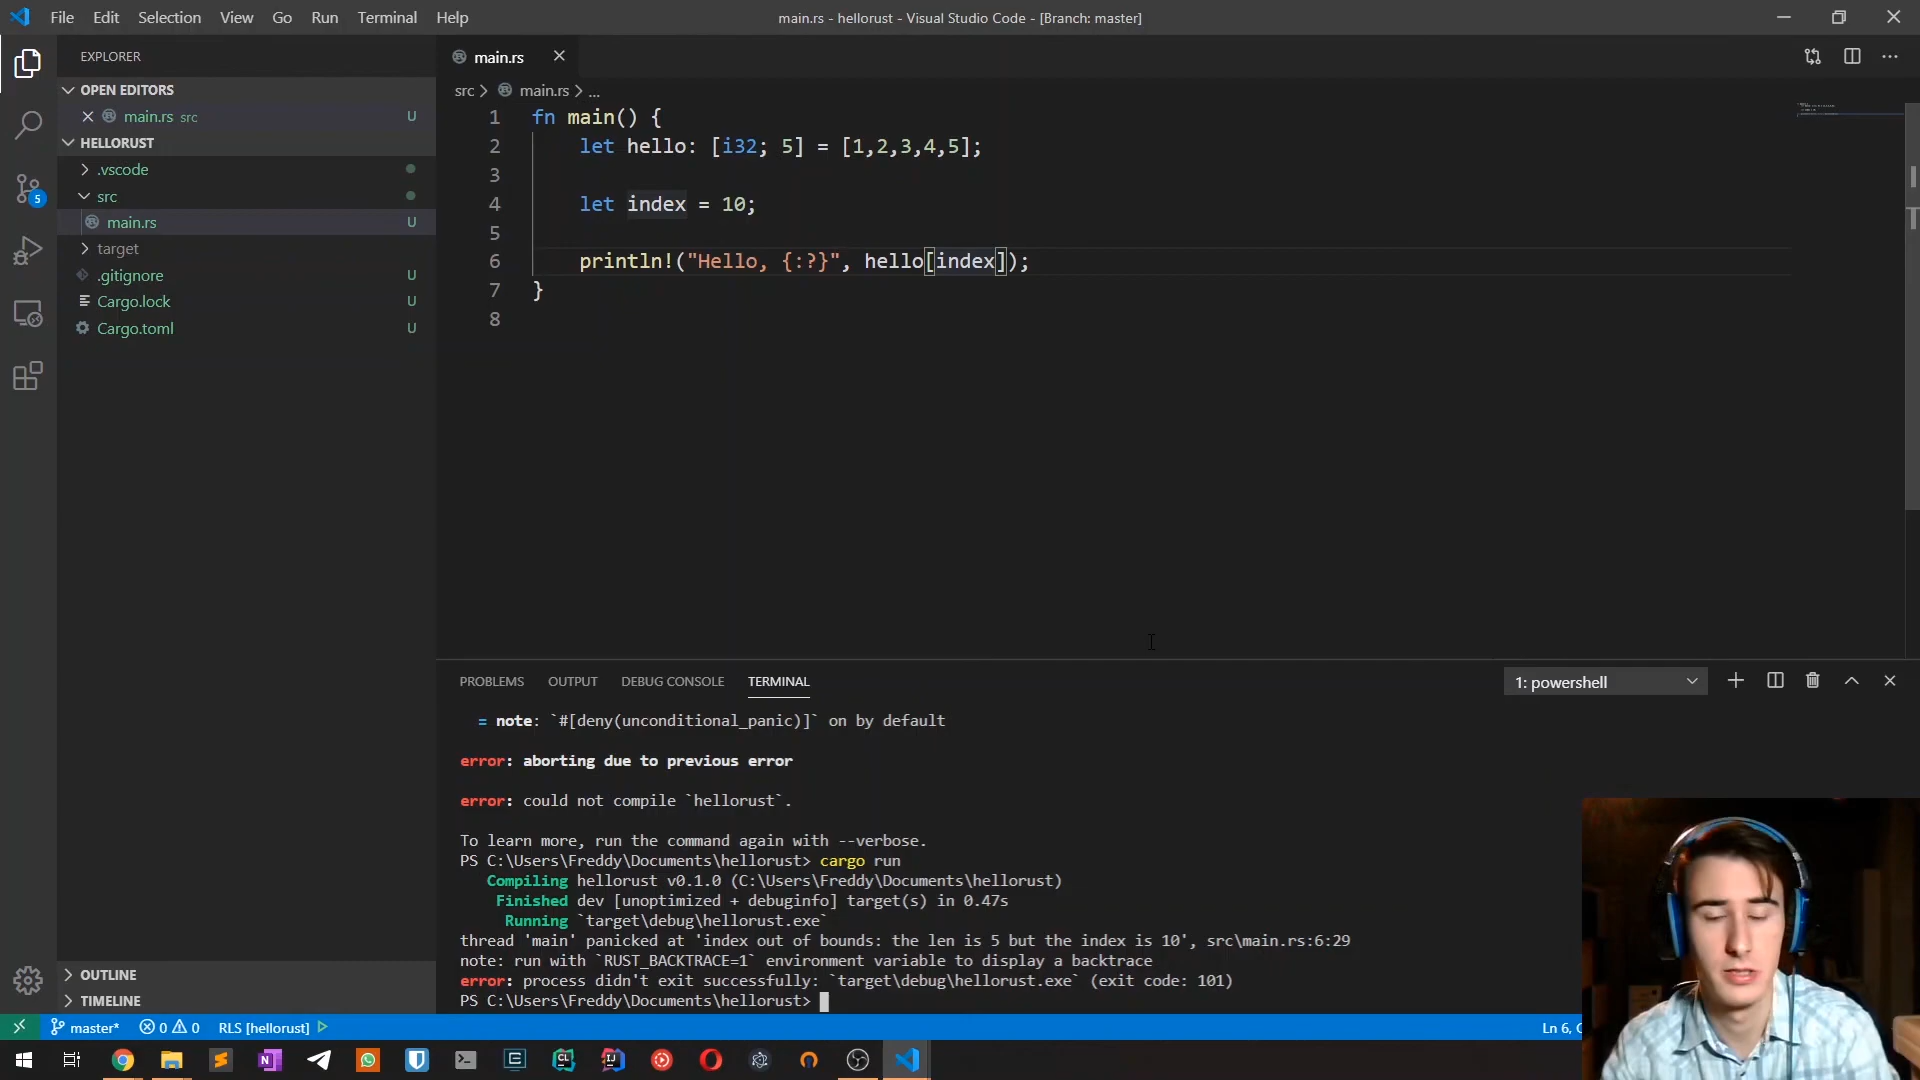 File Edit Selection View Go Run Terminal Help
main.rs - hellorust - Visual Studio Code - [Branch: master]
EXPLORER
OPEN EDITORS
main.rs src U
HELLORUST
.vscode
src
main.rs U
target
.gitignore U
Cargo.lock U
Cargo.toml U
OUTLINE
TIMELINE
5
main.rs
src > main.rs > ...
1 fn main() {
2 let hello: [i32; 5] = [1,2,3,4,5];
3
4 let index = 10;
5
6 println!("Hello, {:?}", hello[index]);
7 }
8
PROBLEMS OUTPUT DEBUG CONSOLE TERMINAL
1: powershell
= note: `#[deny(unconditional_panic)]` on by default
error: aborting due to previous error
error: could not compile `hellorust`.
To learn more, run the command again with --verbose.
PS C:\Users\Freddy\Documents\hellorust> cargo run
Compiling hellorust v0.1.0 (C:\Users\Freddy\Documents\hellorust)
Finished dev [unoptimized + debuginfo] target(s) in 0.47s
Running `target\debug\hellorust.exe`
thread 'main' panicked at 'index out of bounds: the len is 5 but the index is 10', src\main.rs:6:29
note: run with `RUST_BACKTRACE=1` environment variable to display a backtrace
error: process didn't exit successfully: `target\debug\hellorust.exe` (exit code: 101)
PS C:\Users\Freddy\Documents\hellorust>
master* 0 0 RLS [hellorust]
Ln 6,